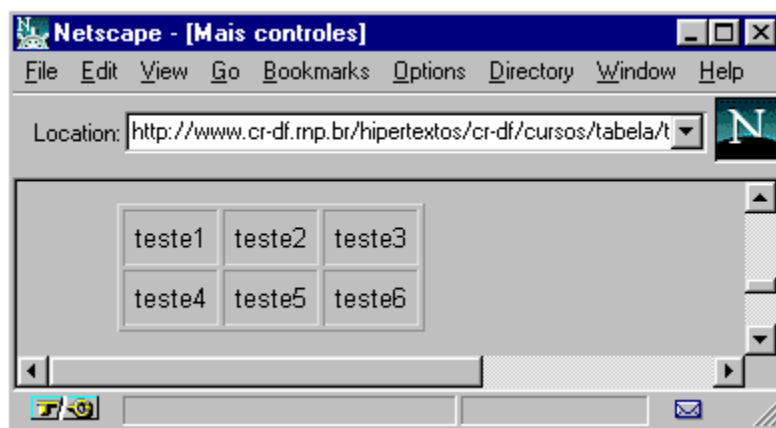 Netscape - [Mais controles]
File Edit View Go Bookmarks Options Directory Window Help
Location: http://www.cr-df.rnp.br/hipertextos/cr-df/cursos/tabela/t
N
teste1 teste2 teste3
teste4 teste5 teste6